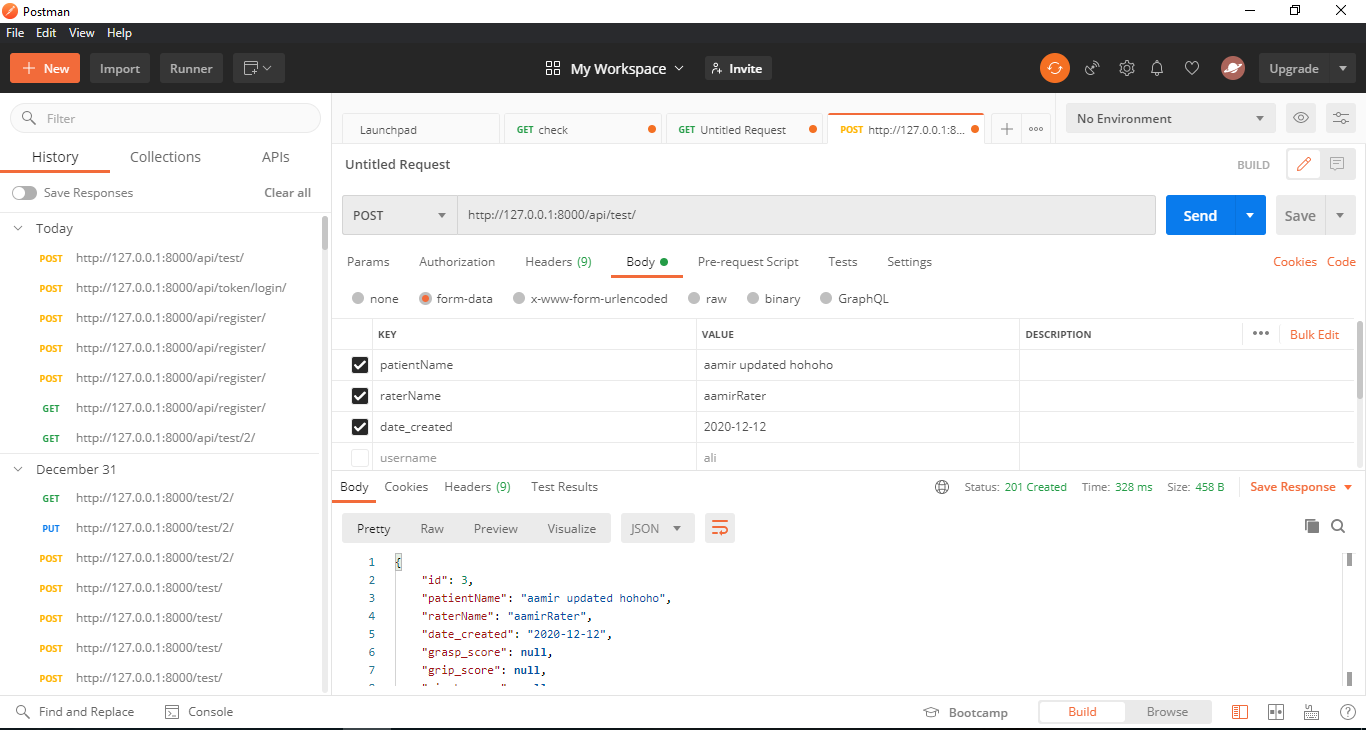 Postman
File Edit View Help
New Import Runner My Workspace Invite Upgrade
Filter
History Collections APIs
Save Responses Clear all
Today
POST http://127.0.0.1:8000/api/test/
POST http://127.0.0.1:8000/api/token/login/
POST http://127.0.0.1:8000/api/register/
POST http://127.0.0.1:8000/api/register/
POST http://127.0.0.1:8000/api/register/
GET http://127.0.0.1:8000/api/register/
GET http://127.0.0.1:8000/api/test/2/
December 31
GET http://127.0.0.1:8000/test/2/
PUT http://127.0.0.1:8000/test/2/
POST http://127.0.0.1:8000/test/2/
POST http://127.0.0.1:8000/test/
POST http://127.0.0.1:8000/test/
POST http://127.0.0.1:8000/test/
POST http://127.0.0.1:8000/test/
Launchpad GET check GET Untitled Request POST http://127.0.0.1:8... No Environment
Untitled Request BUILD
POST http://127.0.0.1:8000/api/test/ Send Save
Params Authorization Headers (9) Body Pre-request Script Tests Settings Cookies Code
none form-data x-www-form-urlencoded raw binary GraphQL
KEY VALUE DESCRIPTION Bulk Edit
patientName aamir updated hohoho
raterName aamirRater
date_created 2020-12-12
username ali
Body Cookies Headers (9) Test Results Status: 201 Created Time: 328 ms Size: 458 B Save Response
Pretty Raw Preview Visualize JSON
1 {
2 "id": 3,
3 "patientName": "aamir updated hohoho",
4 "raterName": "aamirRater",
5 "date_created": "2020-12-12",
6 "grasp_score": null,
7 "grip_score": null,
Find and Replace Console Bootcamp Build Browse